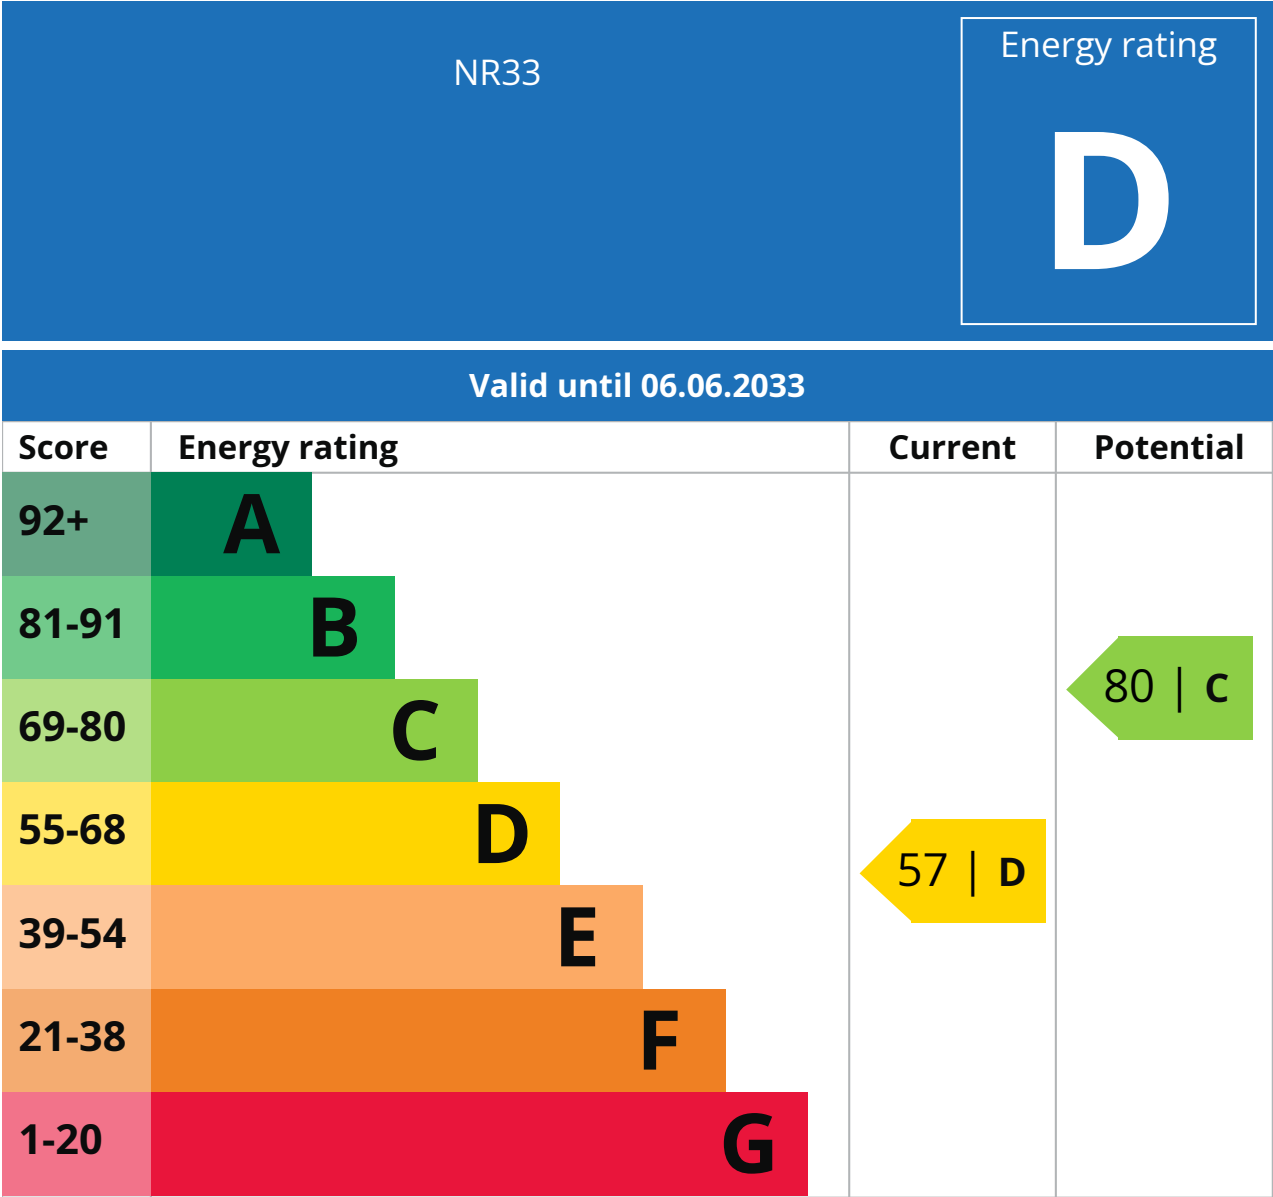 NR33
Energy rating
D
Valid until 06.06.2033
Score Energy rating Current Potential
92+ A
81-91 B
69-80 C
80 | C
55-68 D
57 | D
39-54 E
21-38 F
1-20 G